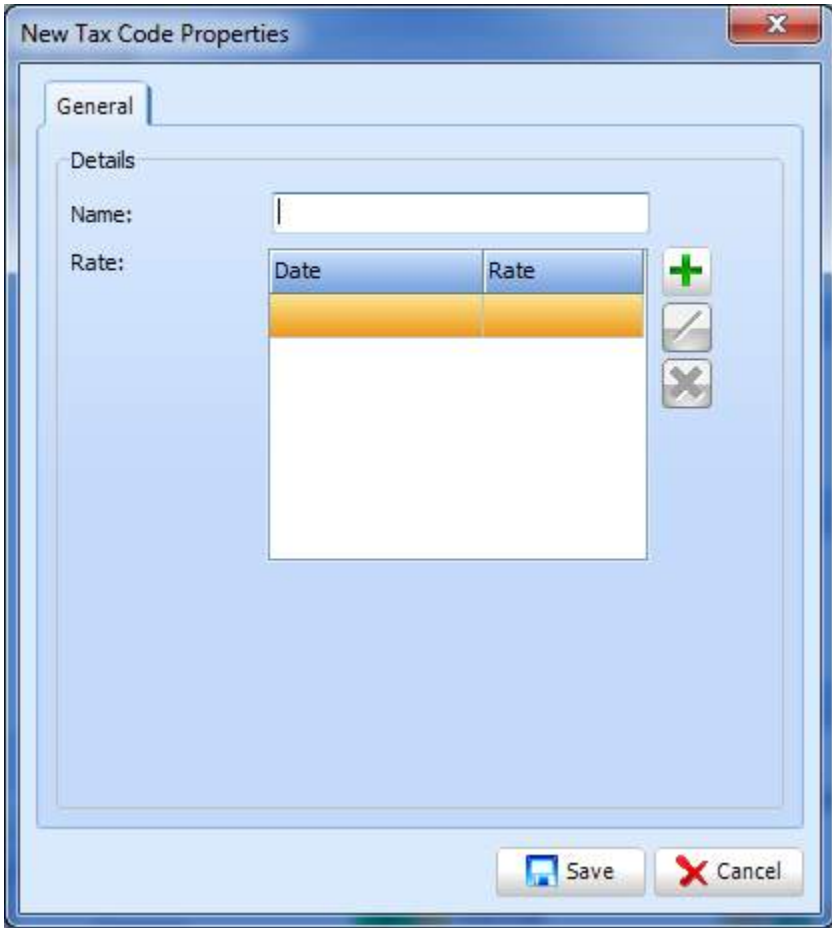 New Tax Code Properties
General
Details
Name:
Rate:
Date Rate
Save Cancel